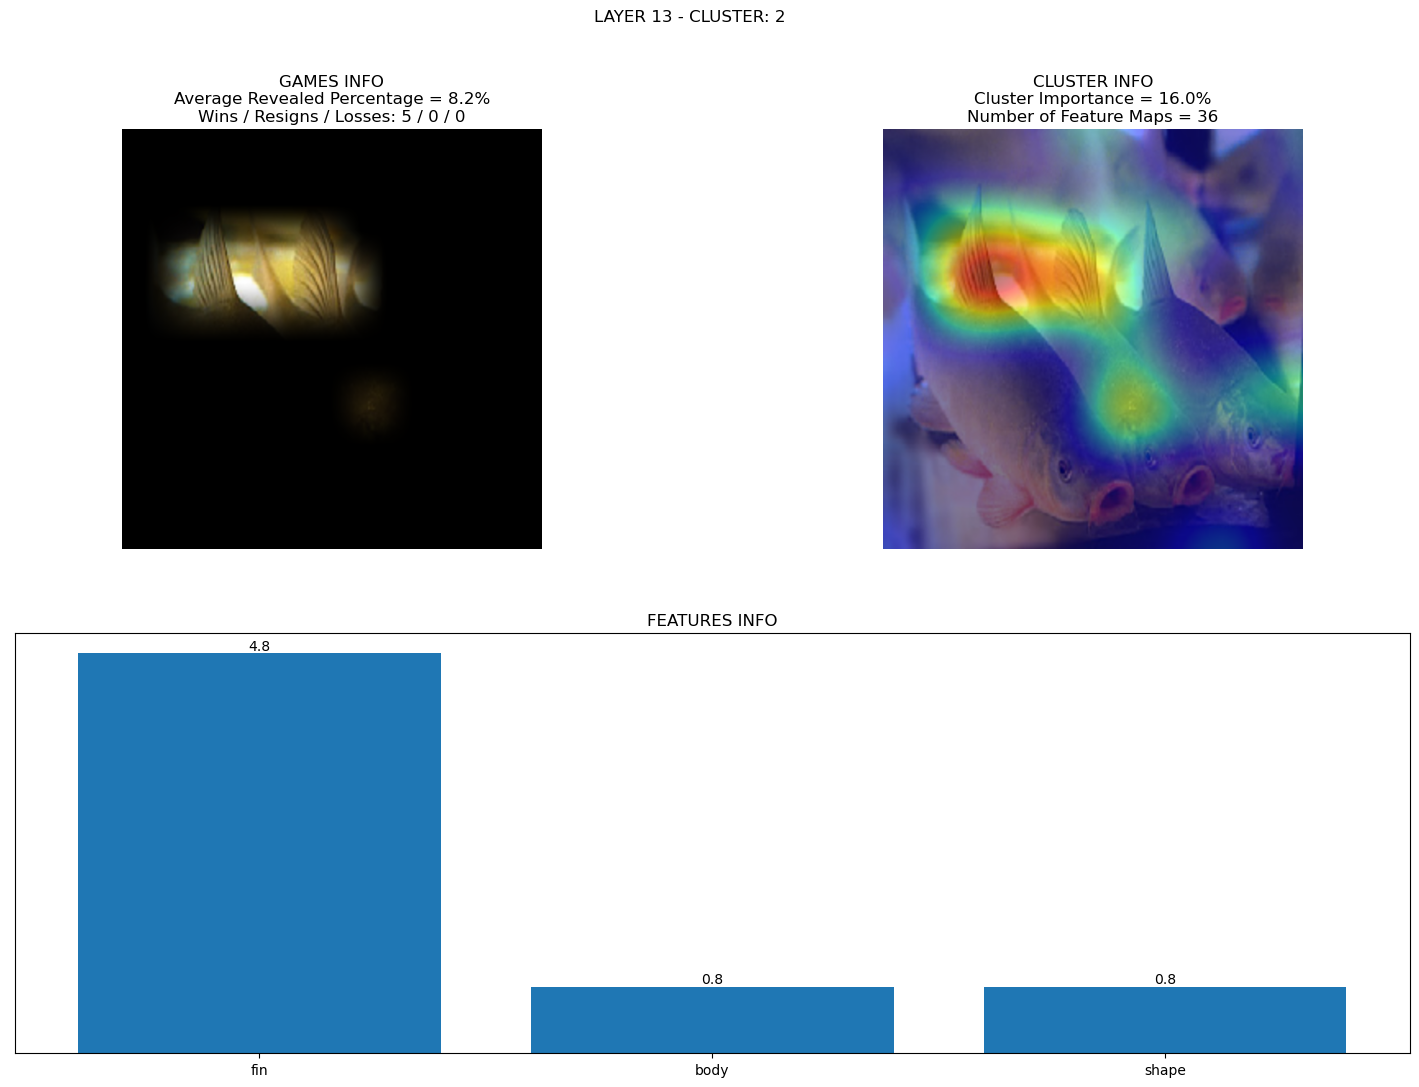 LAYER 13 - CLUSTER: 2
GAMES INFO
Average Revealed Percentage = 8.2%
Wins / Resigns / Losses: 5 / 0 / 0
CLUSTER INFO
Cluster Importance = 16.0%
Number of Feature Maps = 36
FEATURES INFO
4.8
0.8
0.8
fin
body
shape